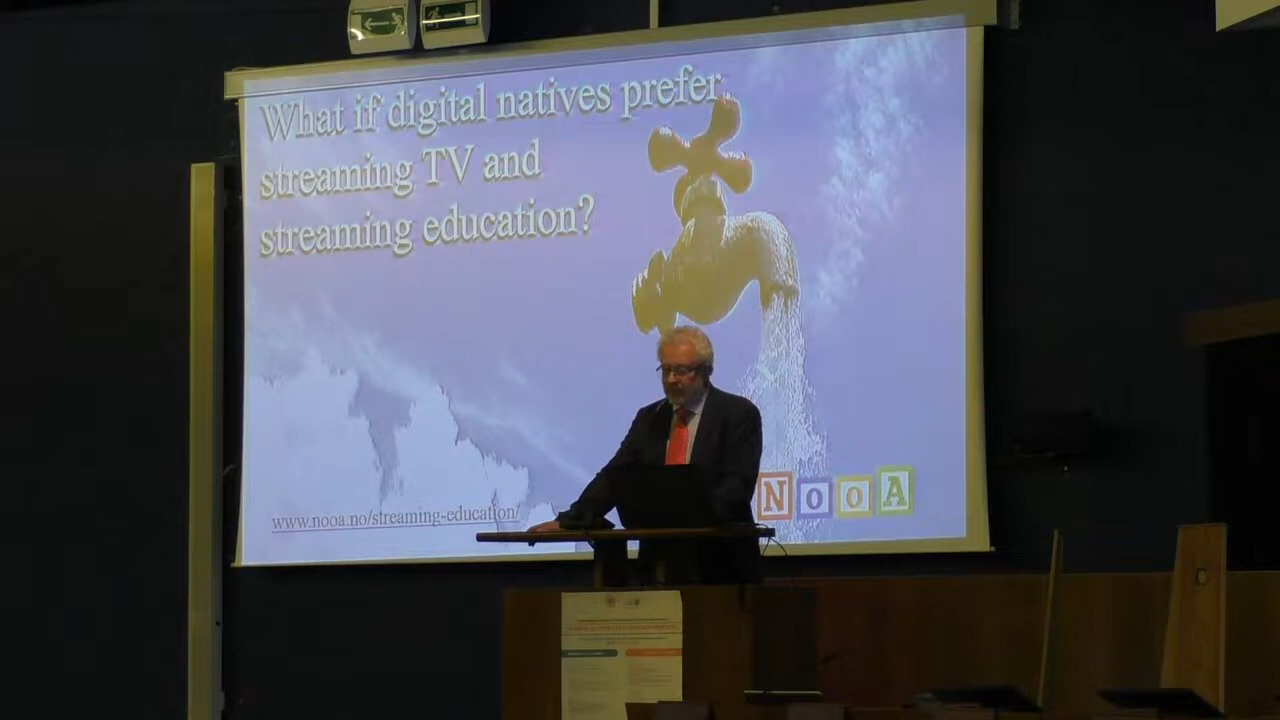 What if digital natives prefer
streaming TV and
streaming education?
www.nooa.no/streaming-education/
NooA